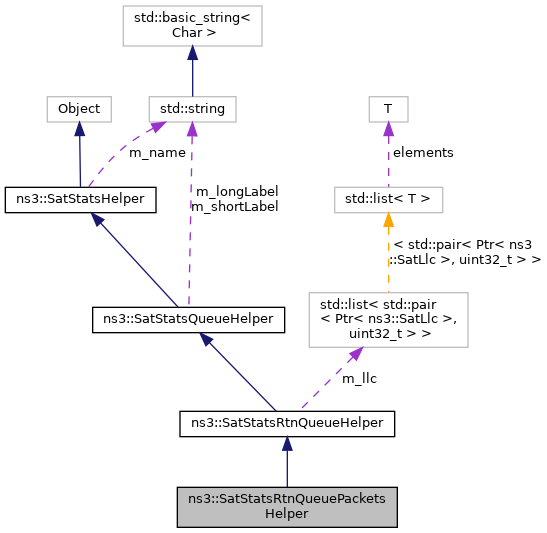 std::basic_string<
Char >
Object
std::string
T
m_name
elements
ns3::SatStatsHelper
m_longLabel
m_shortLabel
std::list< T >
< std::pair< Ptr< ns3
::SatLlc >, uint32_t > >
ns3::SatStatsQueueHelper
std::list< std::pair
< Ptr< ns3::SatLlc >,
uint32_t > >
m_llc
ns3::SatStatsRtnQueueHelper
ns3::SatStatsRtnQueuePackets
Helper